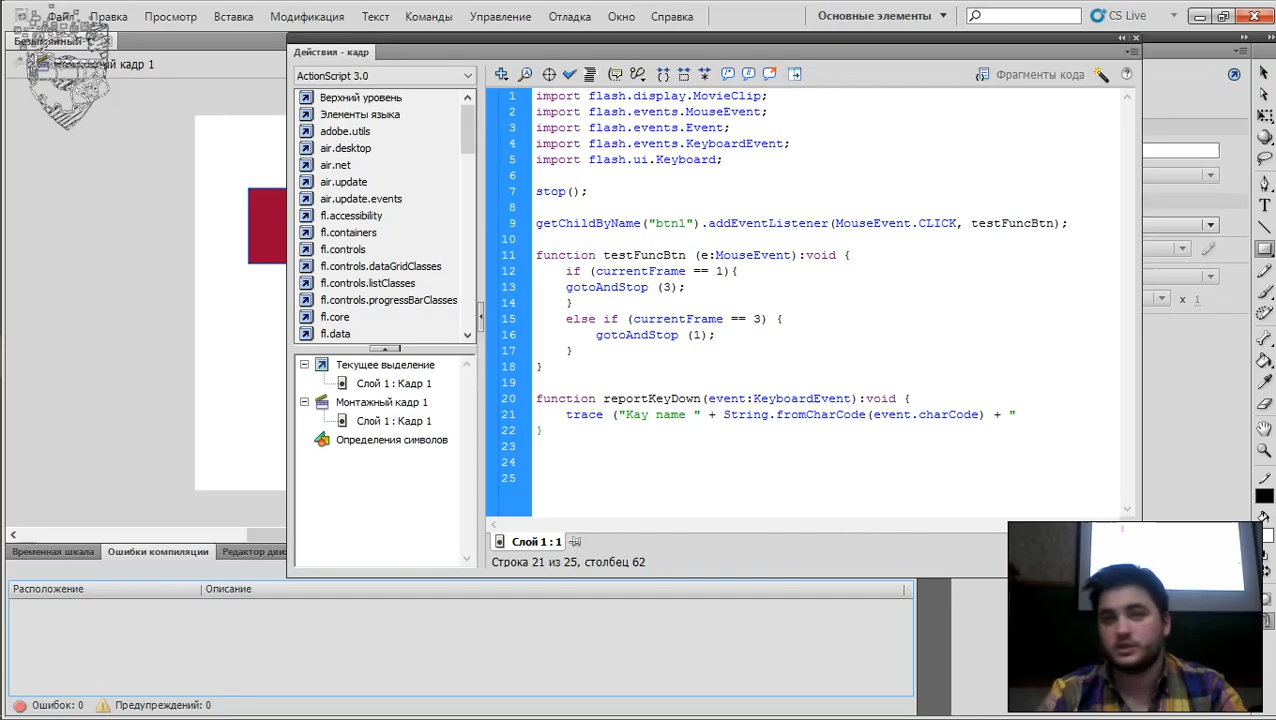 Файл Правка Просмотр Вставка Модификация Текст Команды Управление Отладка Окно Справка Основные элементы CS Live
кадр 1
Действия - кадр
ActionScript 3.0
Фрагменты кода
Верхний уровень
Элементы языка
adobe.utils
air.desktop
air.net
air.update
air.update.events
fl.accessibility
fl.containers
fl.controls
fl.controls.dataGridClasses
fl.controls.listClasses
fl.controls.progressBarClasses
fl.core
fl.data
Текущее выделение
Слой 1 : Кадр 1
Монтажный кадр 1
Слой 1 : Кадр 1
Определения символов
1 import flash.display.MovieClip;
2 import flash.events.MouseEvent;
3 import flash.events.Event;
4 import flash.events.KeyboardEvent;
5 import flash.ui.Keyboard;
6
7 stop();
8
9 getChildByName("btn1").addEventListener(MouseEvent.CLICK, testFuncBtn);
10
11 function testFuncBtn (e:MouseEvent):void {
12 if (currentFrame == 1){
13 gotoAndStop (3);
14 }
15 else if (currentFrame == 3) {
16 gotoAndStop (1);
17 }
18 }
19
20 function reportKeyDown(event:KeyboardEvent):void {
21 trace ("Kay name " + String.fromCharCode(event.charCode) + "
22 }
23
24
25
Слой 1 : 1
Строка 21 из 25, столбец 62
x 1
Временная шкала Ошибки компиляции Редактор дви
Расположение Описание
Ошибок: 0 Предупреждений: 0